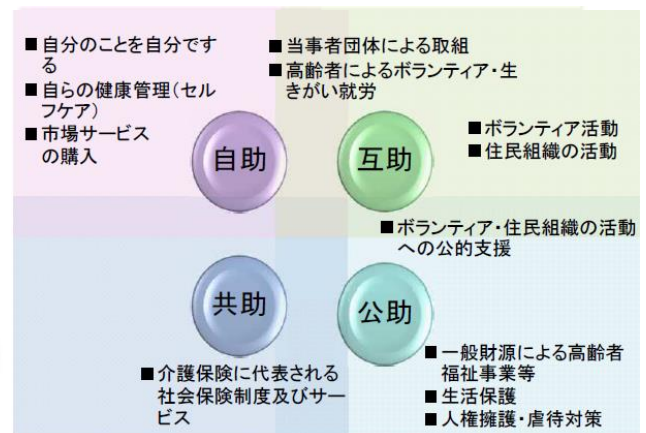 ■自分のことを自分です
る
■自らの健康管理(セル
フケア)
■市場サービス
の購入
■当事者団体による取組
■高齢者によるボランティア・生
きがい就労
■ボランティア活動
■住民組織の活動
自助
互助
■ボランティア・住民組織の活動
への公的支援
共助
公助
■介護保険に代表される
社会保険制度及びサー
ビス
■一般財源による高齢者
福祉事業等
■生活保護
■人権擁護・虐待対策